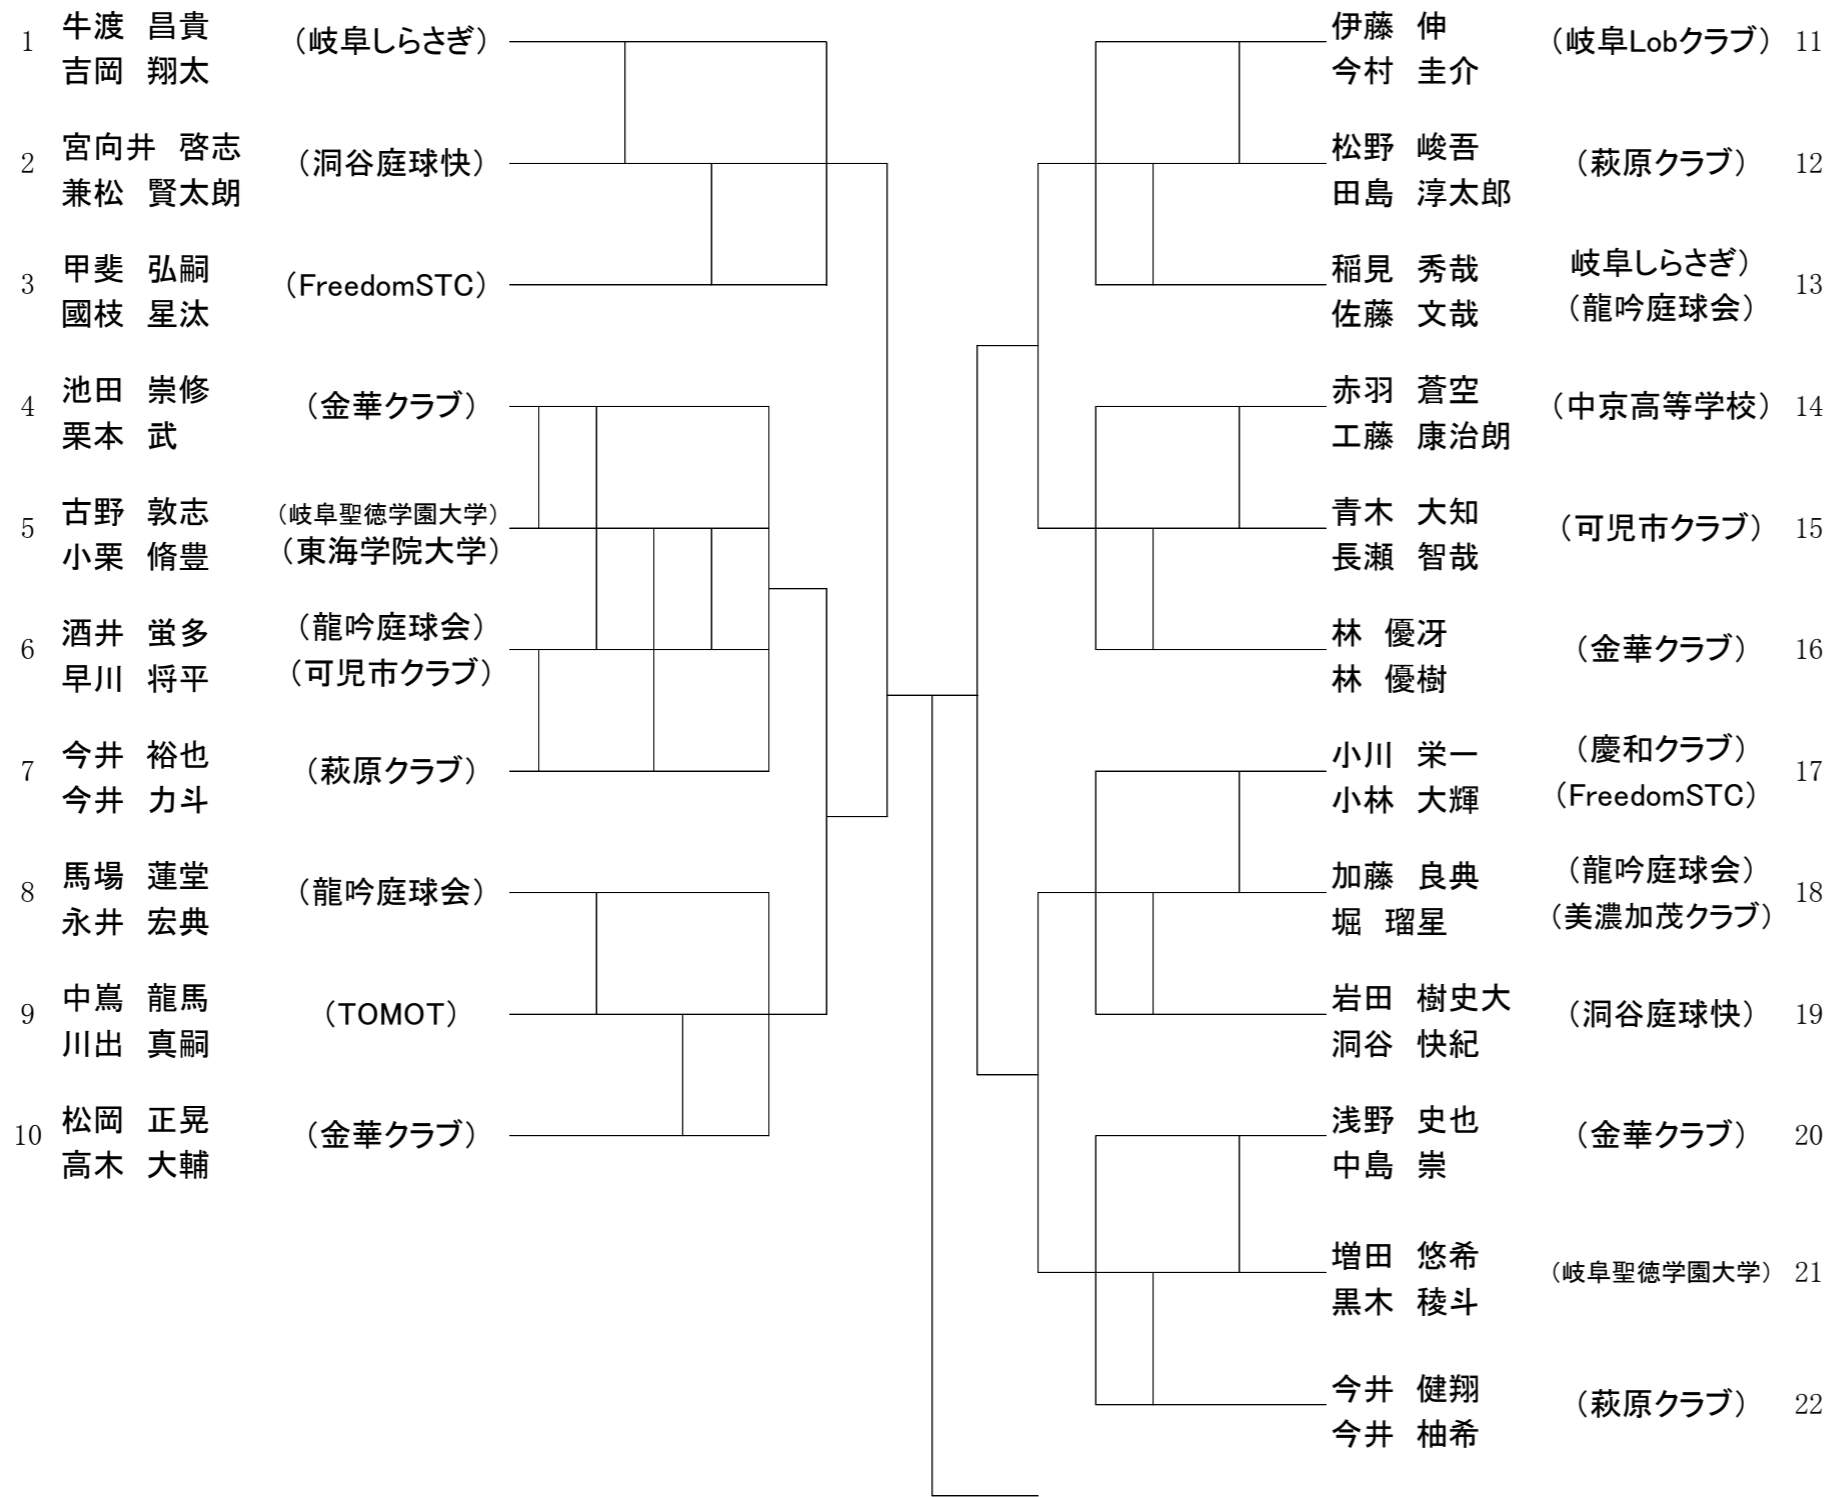 1 牛渡　昌貴 （岐阜しらさぎ）
吉岡　翔太
2 宮向井　啓志 （洞谷庭球快）
兼松　賢太朗
3 甲斐　弘嗣 （FreedomSTC）
國枝　星汰
4 池田　崇修 （金華クラブ）
栗本　武
5 古野　敦志 （岐阜聖徳学園大学）
小栗　脩豊 （東海学院大学）
6 酒井　蛍多 （龍吟庭球会）
早川　将平 （可児市クラブ）
7 今井　裕也 （萩原クラブ）
今井　力斗
8 馬場　蓮堂 （龍吟庭球会）
永井　宏典
9 中嶌　龍馬 （TOMOT）
川出　真嗣
10 松岡　正晃 （金華クラブ）
高木　大輔
伊藤　伸 （岐阜Lobクラブ） 11
今村　圭介
松野　峻吾 （萩原クラブ） 12
田島　淳太郎
稲見　秀哉 岐阜しらさぎ） 13
佐藤　文哉 （龍吟庭球会）
赤羽　蒼空 （中京高等学校） 14
工藤　康治朗
青木　大知 （可児市クラブ） 15
長瀬　智哉
林　優冴 （金華クラブ） 16
林　優樹
小川　栄一 （慶和クラブ） 17
小林　大輝 （FreedomSTC）
加藤　良典 （龍吟庭球会） 18
堀　瑠星 （美濃加茂クラブ）
岩田　樹史大 （洞谷庭球快） 19
洞谷　快紀
浅野　史也 （金華クラブ） 20
中島　崇
増田　悠希 （岐阜聖徳学園大学） 21
黒木　稜斗
今井　健翔 （萩原クラブ） 22
今井　柚希